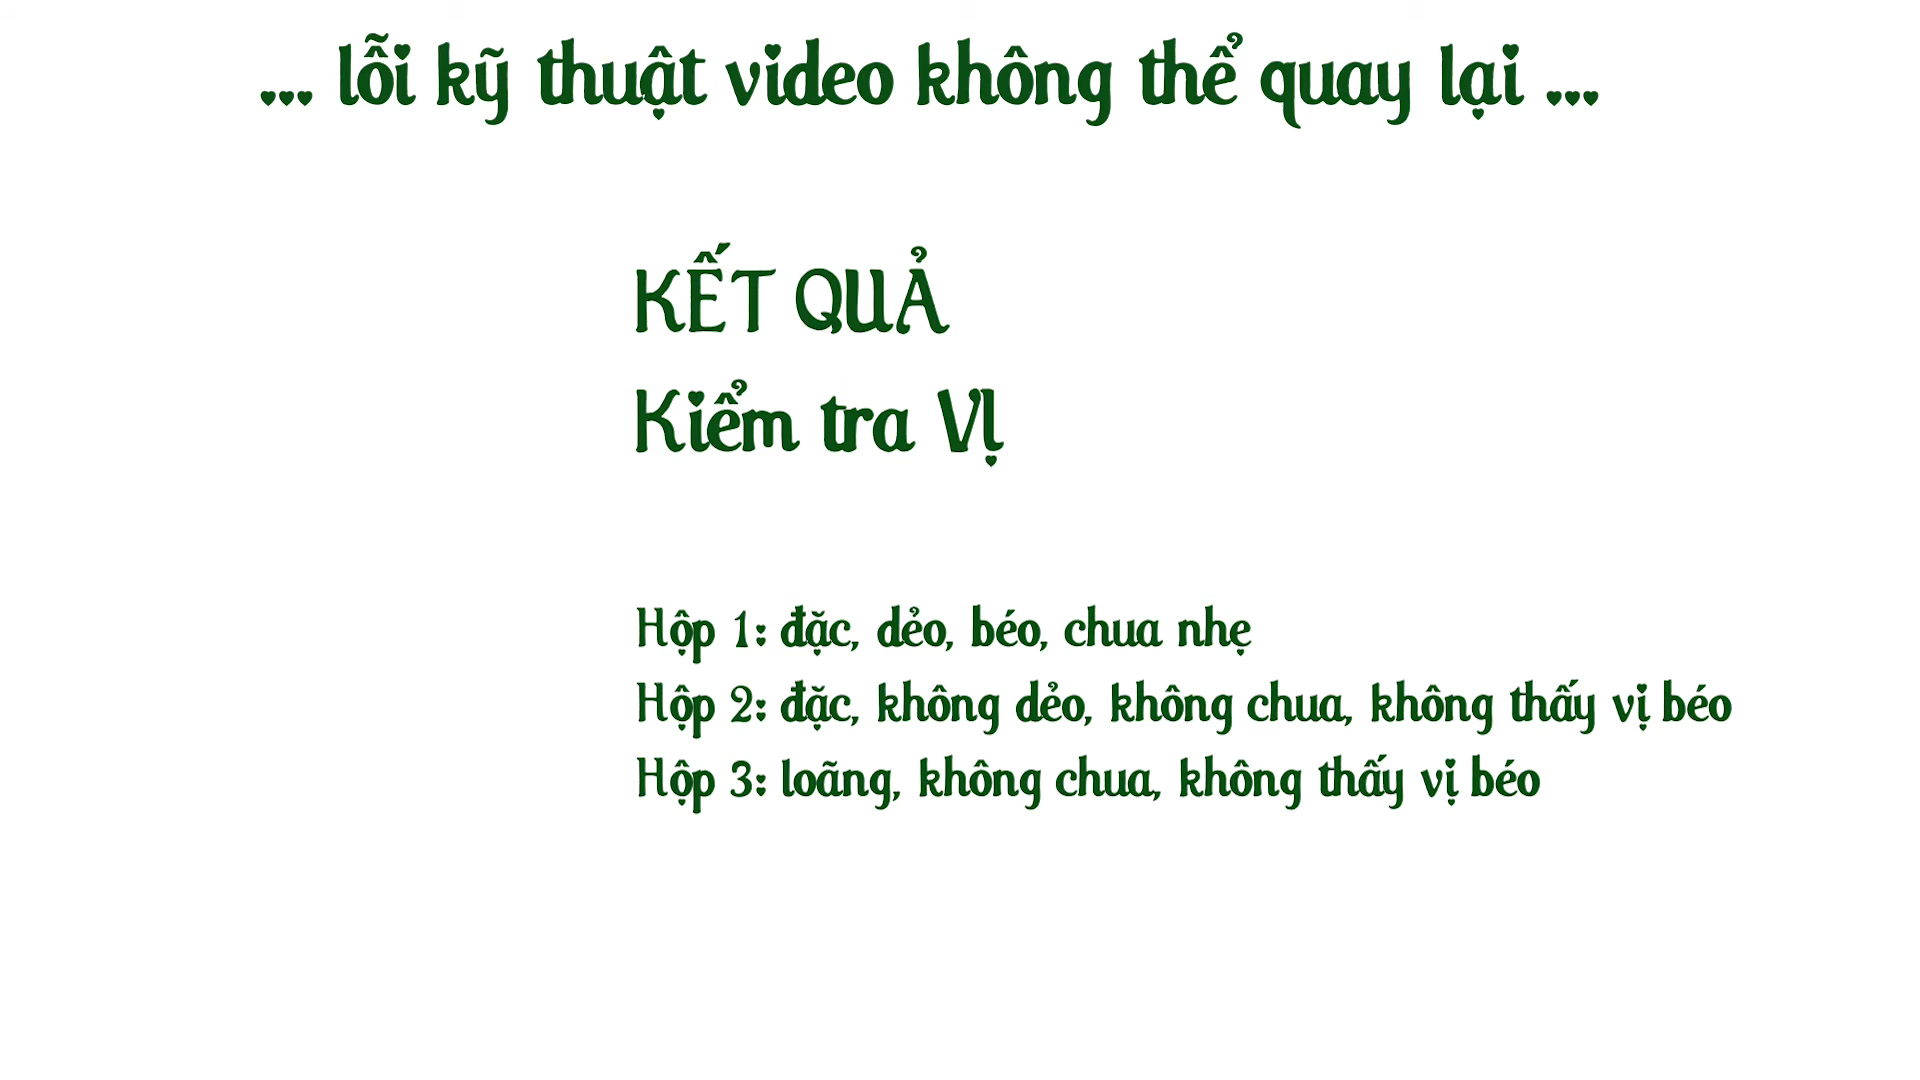 ... lỗi kỹ thuật video không thể quay lại ...
KẾT QUẢ
Kiểm tra Vị
Hộp 1: đặc, dẻo, béo, chua nhẹ
Hộp 2: đặc, không dẻo, không chua, không thấy vị béo
Hộp 3: loãng, không chua, không thấy vị béo